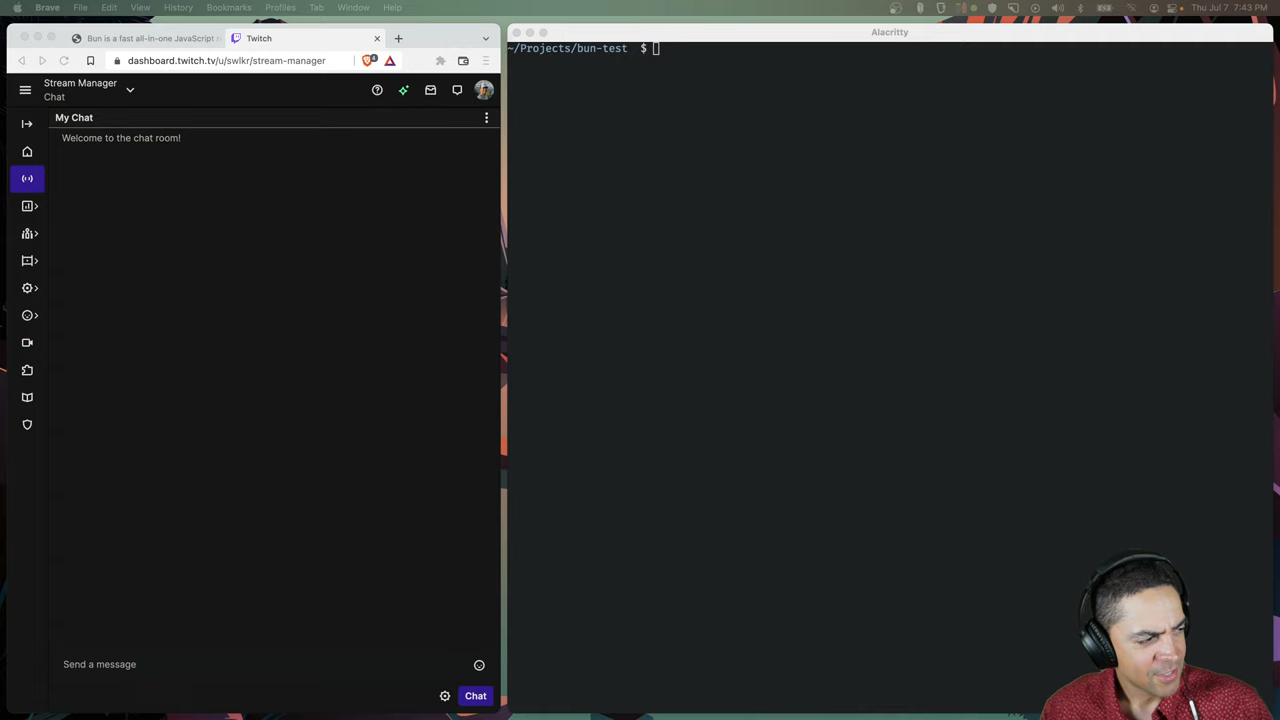 Brave File Edit View History Bookmarks Profiles Tab Window Help
Thu Jul 7 7:43 PM
Bun is a fast all-in-one JavaScript r
Twitch
dashboard.twitch.tv/u/swlkr/stream-manager
4
Stream Manager
Chat
My Chat
Welcome to the chat room!
Send a message
Chat
Alacritty
~/Projects/bun-test $